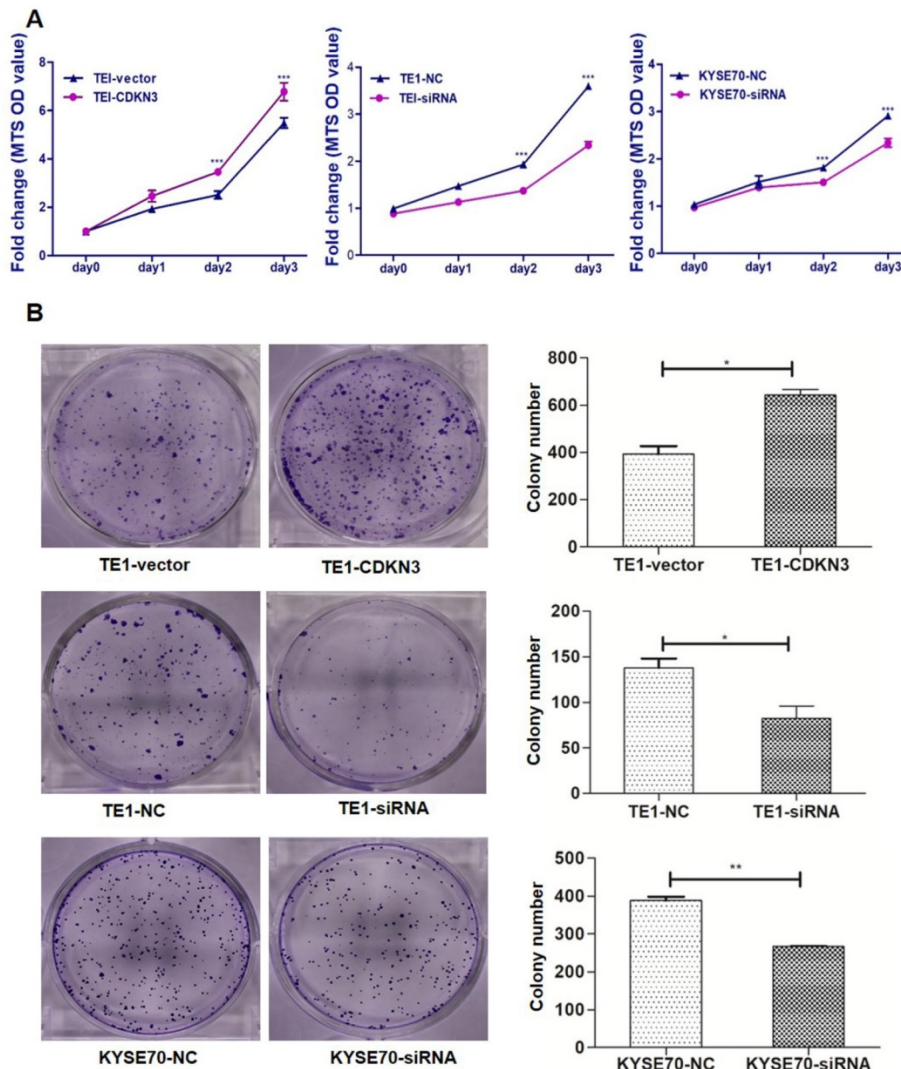 A
Fold change (MTS OD value)
8
6
4
2
0
TEI-vector
TEI-CDKN3
***
***
day0 day1 day2 day3
Fold change (MTS OD value)
4
3
2
1
0
TE1-NC
TEI-siRNA
***
***
day0 day1 day2 day3
Fold change (MTS OD value)
4
3
2
1
0
KYSE70-NC
KYSE70-siRNA
***
***
day0 day1 day2 day3
B
TE1-vector TE1-CDKN3
Colony number
800
600
400
200
0
*
TE1-vector TE1-CDKN3
TE1-NC TE1-siRNA
Colony number
200
150
100
50
0
*
TE1-NC TE1-siRNA
KYSE70-NC KYSE70-siRNA
Colony number
500
400
300
200
100
0
**
KYSE70-NC KYSE70-siRNA